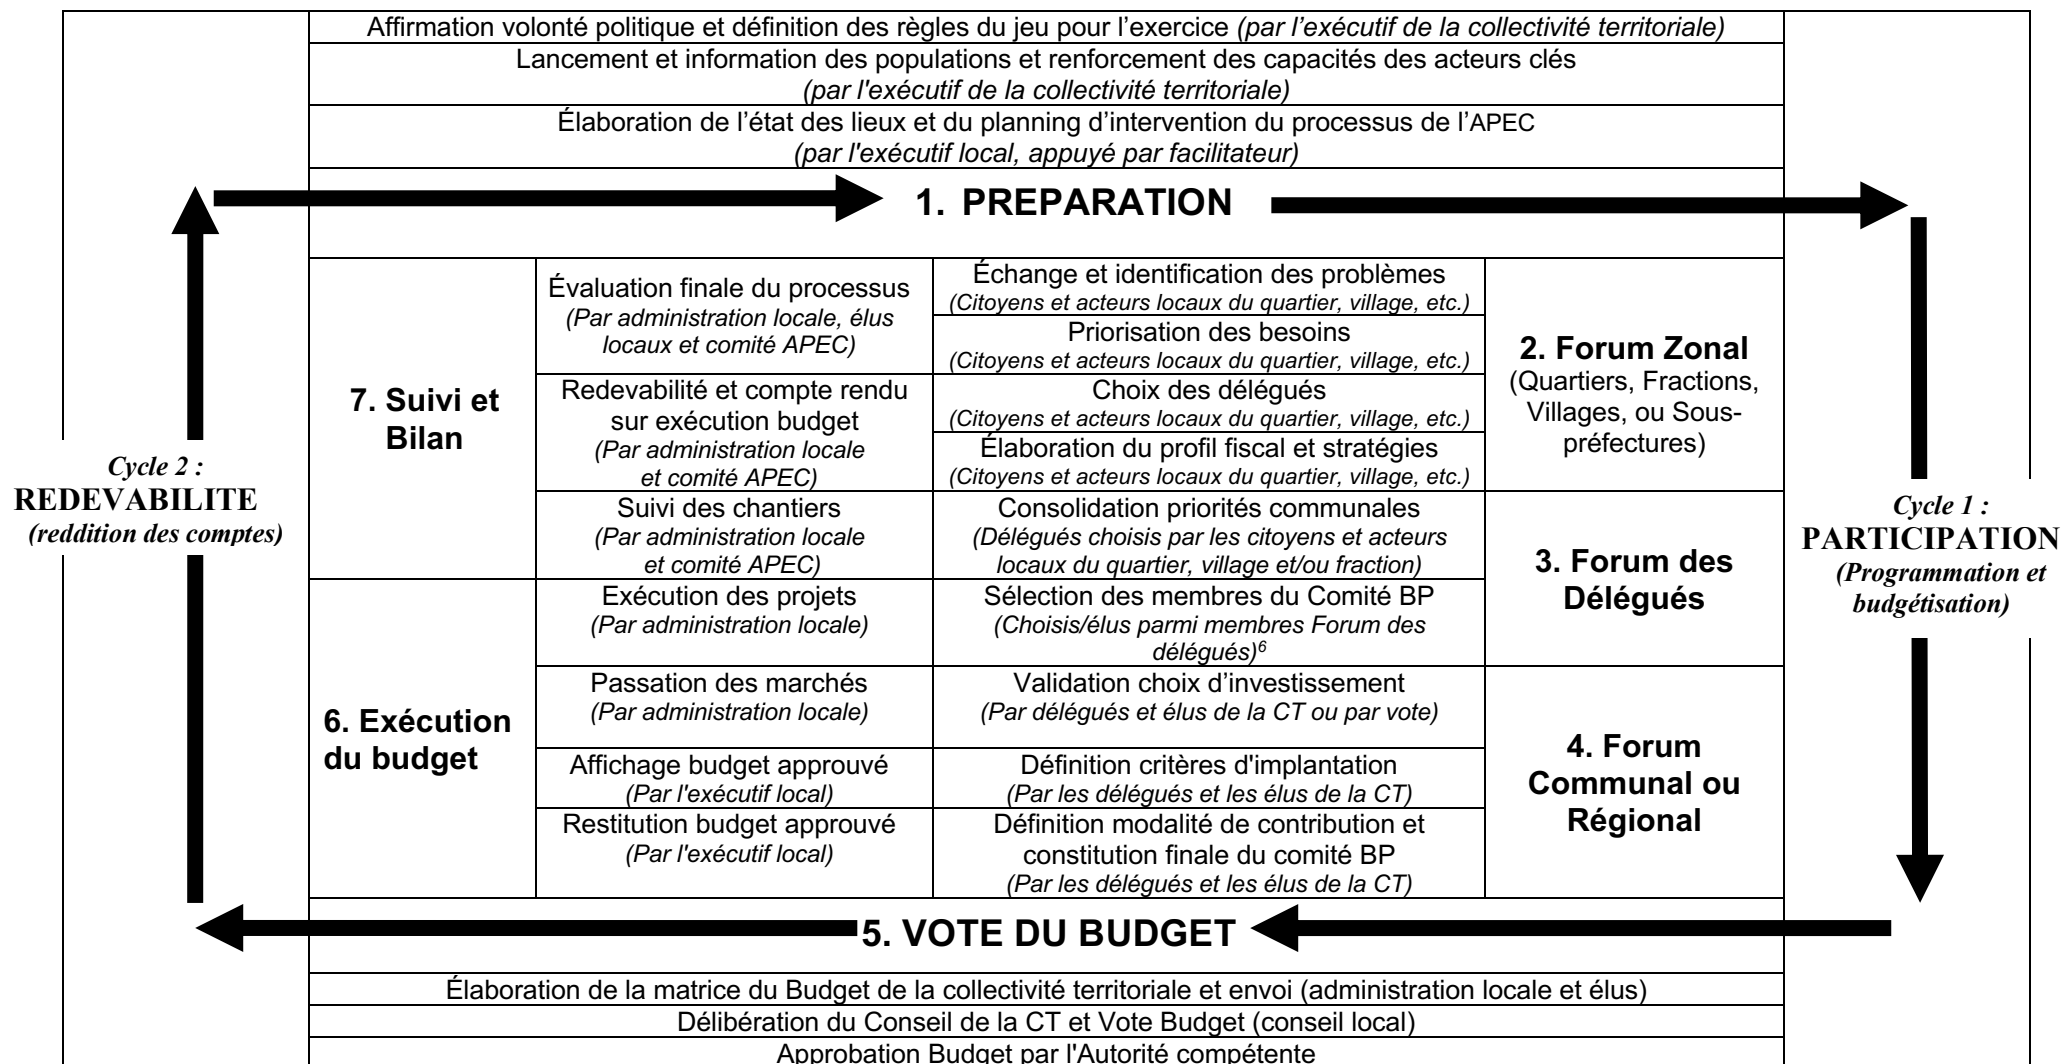 Affirmation volonté politique et définition des règles du jeu pour l’exercice (par l’exécutif de la collectivité territoriale)
Lancement et information des populations et renforcement des capacités des acteurs clés
(par l'exécutif de la collectivité territoriale)
Élaboration de l’état des lieux et du planning d’intervention du processus de l’APEC
(par l'exécutif local, appuyé par facilitateur)
1. PREPARATION
Cycle 2 :
REDEVABILITE
(reddition des comptes)
7. Suivi et
Bilan
Évaluation finale du processus
(Par administration locale, élus
locaux et comité APEC)
Redevabilité et compte rendu
sur exécution budget
(Par administration locale
et comité APEC)
Suivi des chantiers
(Par administration locale
et comité APEC)
6. Exécution
du budget
Exécution des projets
(Par administration locale)
Passation des marchés
(Par administration locale)
Affichage budget approuvé
(Par l'exécutif local)
Restitution budget approuvé
(Par l'exécutif local)
Échange et identification des problèmes
(Citoyens et acteurs locaux du quartier, village, etc.)
Priorisation des besoins
(Citoyens et acteurs locaux du quartier, village, etc.)
Choix des délégués
(Citoyens et acteurs locaux du quartier, village, etc.)
Élaboration du profil fiscal et stratégies
(Citoyens et acteurs locaux du quartier, village, etc.)
2. Forum Zonal
(Quartiers, Fractions,
Villages, ou Sous-
préfectures)
Consolidation priorités communales
(Délégués choisis par les citoyens et acteurs
locaux du quartier, village et/ou fraction)
Sélection des membres du Comité BP
(Choisis/élus parmi membres Forum des
délégués)6
3. Forum des
Délégués
Validation choix d’investissement
(Par délégués et élus de la CT ou par vote)
Définition critères d'implantation
(Par les délégués et les élus de la CT)
Définition modalité de contribution et
constitution finale du comité BP
(Par les délégués et les élus de la CT)
4. Forum
Communal ou
Régional
Cycle 1 :
PARTICIPATION
(Programmation et
budgétisation)
5. VOTE DU BUDGET
Élaboration de la matrice du Budget de la collectivité territoriale et envoi (administration locale et élus)
Délibération du Conseil de la CT et Vote Budget (conseil local)
Approbation Budget par l'Autorité compétente